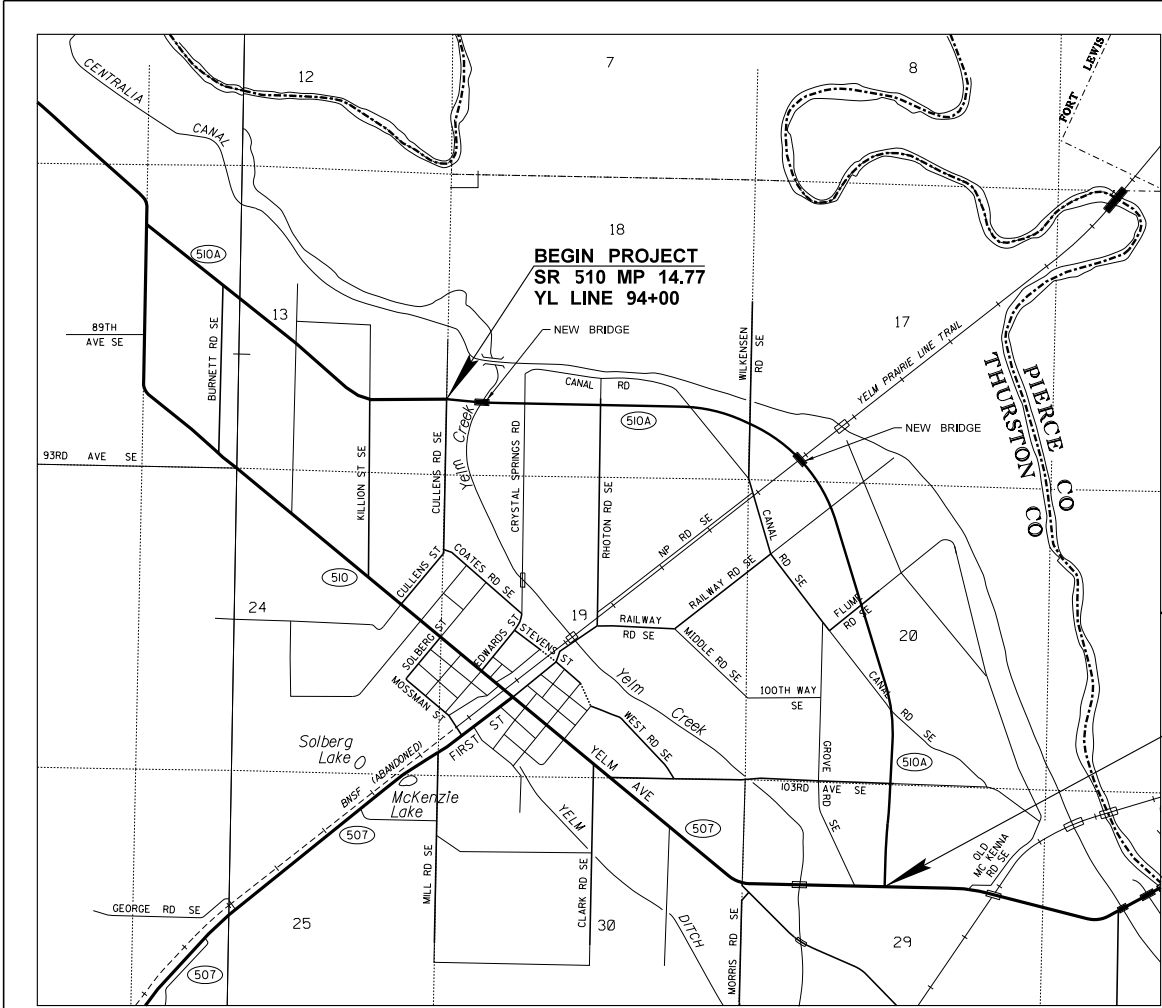 7
12
8
FORT LEWIS
CENTRALIA
CANAL
18
BEGIN PROJECT
SR 510 MP 14.77
YL LINE 94+00
510A
NEW BRIDGE
13
17
89TH
AVE SE
BURNETT RD SE
WILKENSEN
RD SE
YELM PRAIRIE LINE TRAIL
PIERCE CO
THURSTON CO
CANAL RD
510A
NEW BRIDGE
93RD AVE SE
KILLION ST SE
CULLENS RD SE
Yelm Creek
CRYSTAL SPRINGS RD
RHOTON RD SE
NP RD SE
CANAL RD SE
510
CULLENS ST
COATES RD SE
RAILWAY RD SE
FLUME
RD SE
24
19
20
SOLBERG ST
EDWARDS ST
STEVENS ST
RAILWAY
RD SE
MIDDLE RD SE
MOSSMAN ST
Yelm Creek
100TH WAY
SE
CANAL RD SE
WEST RD SE
FIRST ST
Solberg
Lake
BNSF (ABANDONED)
McKenzie
Lake
YELM AVE
GROVE RD SE
103RD AVE SE
510A
507
507
YELM DITCH
OLD
MC KENNA
RD SE
MILL RD SE
CLARK RD SE
GEORGE RD SE
25
30
29
MORRIS RD SE
507